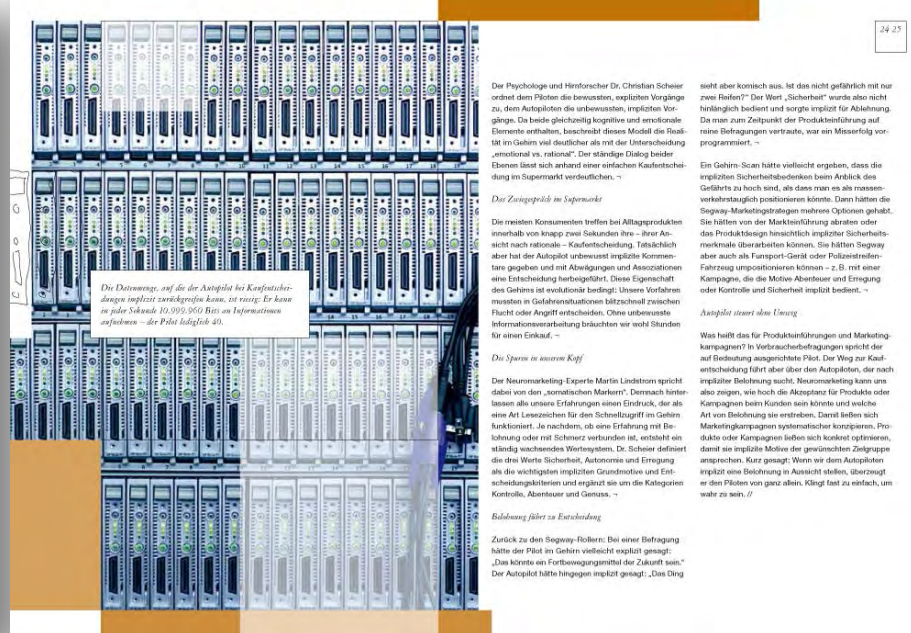 24 25
Die Datenmenge, auf die der Autopilot bei Kaufentschei-
dungen implizit zurückgreifen kann, ist riesig: Er kann
in jeder Sekunde 10.999.960 Bits an Informationen
aufnehmen – der Pilot lediglich 40.
Der Psychologe und Hirnforscher Dr. Christian Scheier
ordnet dem Piloten die bewussten, expliziten Vorgänge
zu, dem Autopiloten die unbewussten, impliziten Vor-
gänge. Da beide gleichzeitig kognitive und emotionale
Elemente enthalten, beschreibt dieses Modell die Reali-
tät im Gehirn viel deutlicher als mit der Unterscheidung
„emotional vs. rational“. Der ständige Dialog beider
Ebenen lässt sich anhand einer einfachen Kaufentschei-
dung im Supermarkt verdeutlichen. ¬
Das Zwiegespräch im Supermarkt
Die meisten Konsumenten treffen bei Alltagsprodukten
innerhalb von knapp zwei Sekunden ihre – ihrer An-
sicht nach rationale – Kaufentscheidung. Tatsächlich
aber hat der Autopilot unbewusst implizite Kommen-
tare gegeben und mit Abwägungen und Assoziationen
eine Entscheidung herbeigeführt. Diese Eigenschaft
des Gehirns ist evolutionär bedingt: Unsere Vorfahren
mussten in Gefahrensituationen blitzschnell zwischen
Flucht oder Angriff entscheiden. Ohne unbewusste
Informationsverarbeitung bräuchten wir wohl Stunden
für einen Einkauf. ¬
Die Spuren in unserem Kopf
Der Neuromarketing-Experte Martin Lindstrom spricht
dabei von den „somatischen Markern“. Demnach hinter-
lassen alle unsere Erfahrungen einen Eindruck, der als
eine Art Lesezeichen für den Schnellzugriff im Gehirn
funktioniert. Je nachdem, ob eine Erfahrung mit Be-
lohnung oder mit Schmerz verbunden ist, entsteht ein
ständig wachsendes Wertesystem. Dr. Scheier definiert
die drei Werte Sicherheit, Autonomie und Erregung
als die wichtigsten impliziten Grundmotive und Ent-
scheidungskriterien und ergänzt sie um die Kategorien
Kontrolle, Abenteuer und Genuss. ¬
Belohnung führt zu Entscheidung
Zurück zu den Segway-Rollern: Bei einer Befragung
hätte der Pilot im Gehirn vielleicht explizit gesagt:
„Das könnte ein Fortbewegungsmittel der Zukunft sein.“
Der Autopilot hätte hingegen implizit gesagt: „Das Ding
sieht aber komisch aus. Ist das nicht gefährlich mit nur
zwei Reifen?“ Der Wert „Sicherheit“ wurde also nicht
hinlänglich bedient und sorgte implizit für Ablehnung.
Da man zum Zeitpunkt der Produkteinführung auf
reine Befragungen vertraute, war ein Misserfolg vor-
programmiert. ¬
Ein Gehirn-Scan hätte vielleicht ergeben, dass die
impliziten Sicherheitsbedenken beim Anblick des
Gefährts zu hoch sind, als dass man es als massen-
verkehrstauglich positionieren könnte. Dann hätten die
Segway-Marketingstrategen mehrere Optionen gehabt.
Sie hätten von der Markteinführung abraten oder
das Produktdesign hinsichtlich impliziter Sicherheits-
merkmale überarbeiten können. Sie hätten Segway
aber auch als Funsport-Gerät oder Polizeistreifen-
Fahrzeug umpositionieren können – z. B. mit einer
Kampagne, die die Motive Abenteuer und Erregung
oder Kontrolle und Sicherheit implizit bedient. ¬
Autopilot steuert ohne Umweg
Was heißt das für Produkteinführungen und Marketing-
kampagnen? In Verbraucherbefragungen spricht der
auf Bedeutung ausgerichtete Pilot. Der Weg zur Kauf-
entscheidung führt aber über den Autopiloten, der nach
impliziter Belohnung sucht. Neuromarketing kann uns
also zeigen, wie hoch die Akzeptanz für Produkte oder
Kampagnen beim Kunden sein könnte und welche
Art von Belohnung sie erstreben. Damit ließen sich
Marketingkampagnen systematischer konzipieren. Pro-
dukte oder Kampagnen ließen sich konkret optimieren,
damit sie implizite Motive der gewünschten Zielgruppe
ansprechen. Kurz gesagt: Wenn wir dem Autopiloten
implizit eine Belohnung in Aussicht stellen, überzeugt
er den Piloten von ganz allein. Klingt fast zu einfach, um
wahr zu sein. //